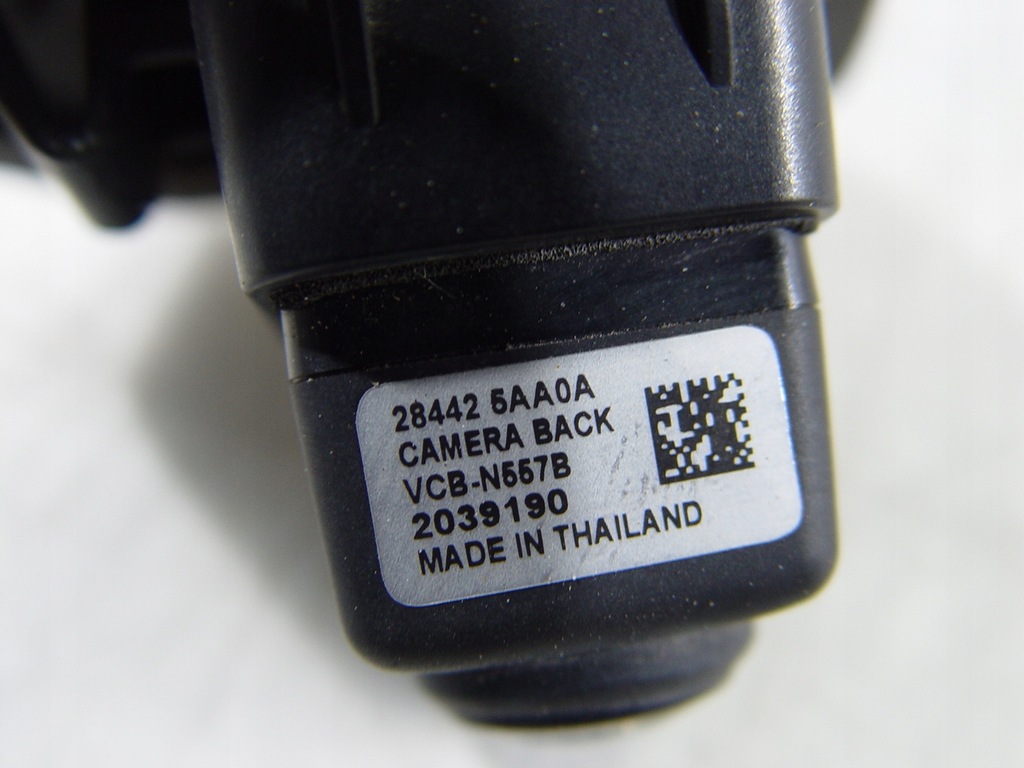 28442 5AA0A
CAMERA BACK
VCB-N557B
2039190
MADE IN THAILAND